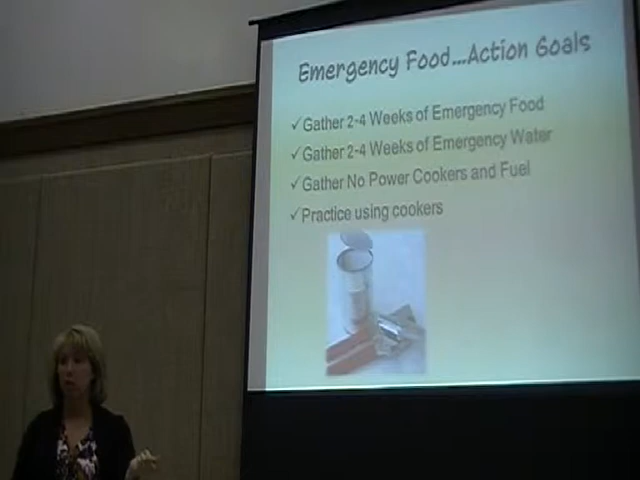 Emergency Food...Action Goals
✓Gather 2-4 Weeks of Emergency Food
✓Gather 2-4 Weeks of Emergency Water
✓Gather No Power Cookers and Fuel
✓Practice using cookers